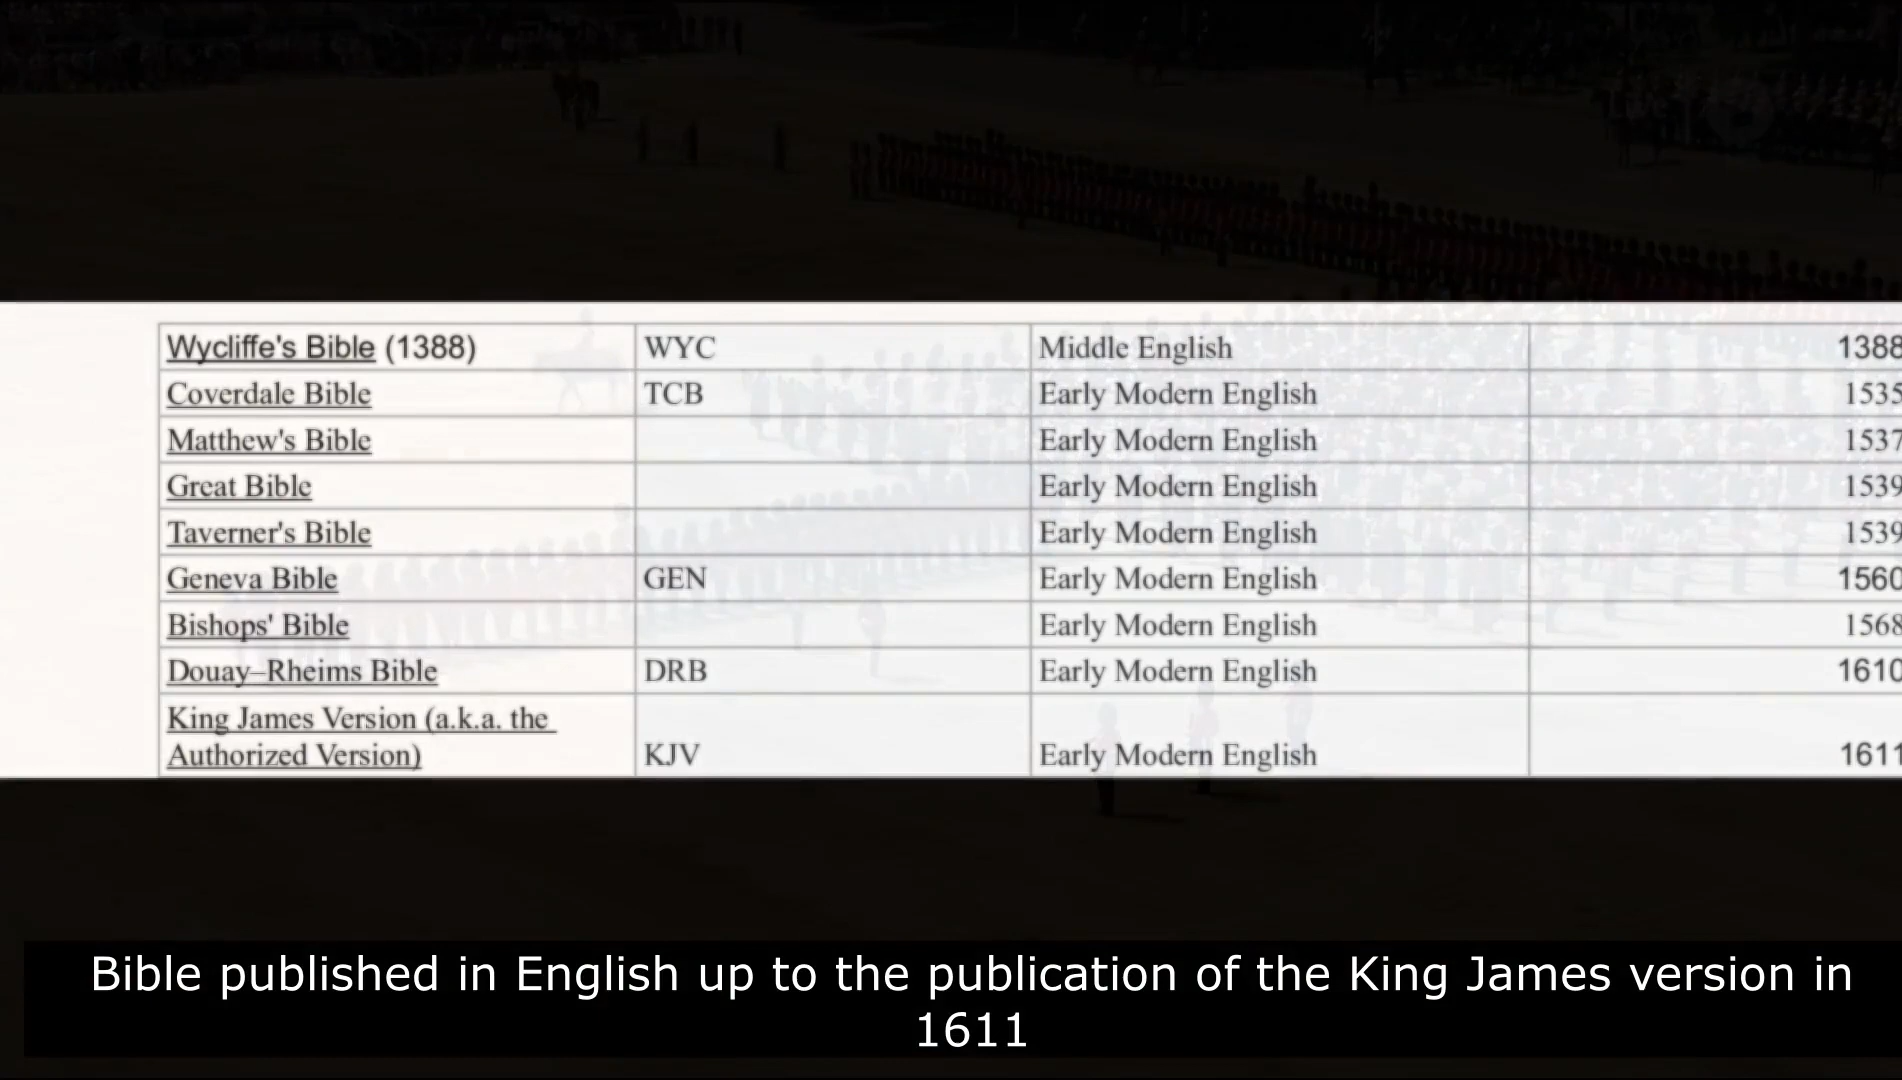 Wycliffe's Bible (1388) WYC Middle English 1388
Coverdale Bible TCB Early Modern English 1535
Matthew's Bible Early Modern English 1537
Great Bible Early Modern English 1539
Taverner's Bible Early Modern English 1539
Geneva Bible GEN Early Modern English 1560
Bishops' Bible Early Modern English 1568
Douay–Rheims Bible DRB Early Modern English 1610
King James Version (a.k.a. the
Authorized Version) KJV Early Modern English 1611
Bible published in English up to the publication of the King James version in
1611